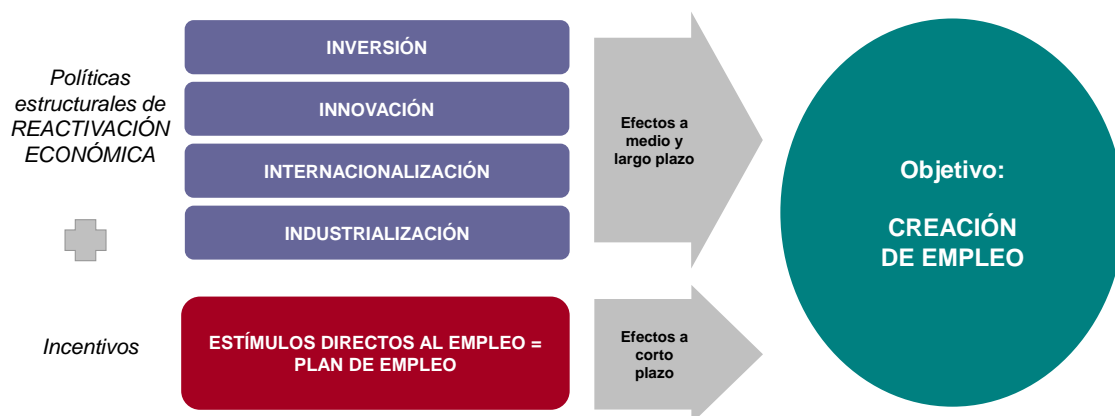 Políticas
estructurales de
REACTIVACIÓN
ECONÓMICA
INVERSIÓN
INNOVACIÓN
INTERNACIONALIZACIÓN
INDUSTRIALIZACIÓN
Efectos a
medio y
largo plazo
Objetivo:
CREACIÓN
DE EMPLEO
Incentivos
ESTÍMULOS DIRECTOS AL EMPLEO =
PLAN DE EMPLEO
Efectos a
corto
plazo